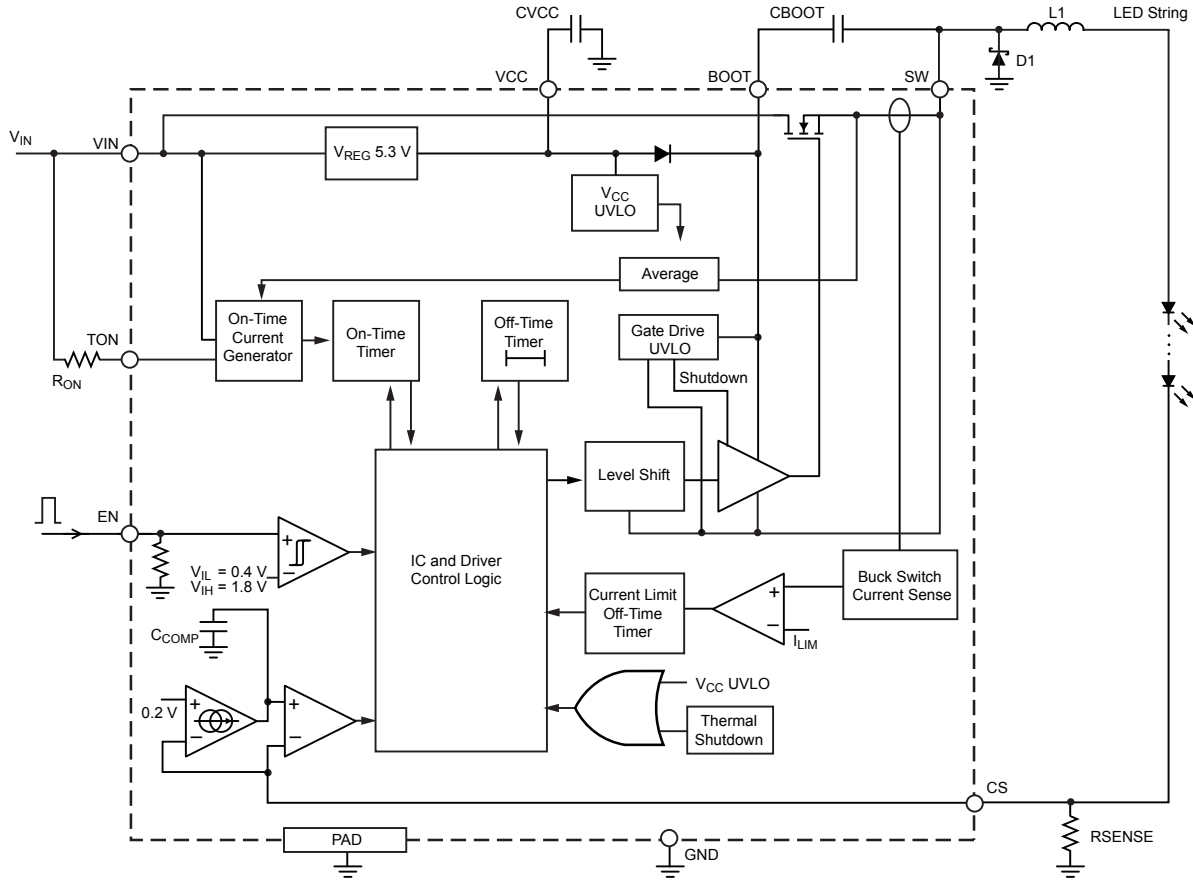 CVCC
CBOOT
L1
LED String
D1
VCC
BOOT
SW
VIN
VIN
VREG 5.3 V
VCC
UVLO
Average
On-Time
Current
Generator
On-Time
Timer
Off-Time
Timer
Gate Drive
UVLO
Shutdown
TON
RON
Level Shift
EN
VIL = 0.4 V
VIH = 1.8 V
IC and Driver
Control Logic
Current Limit
Off-Time
Timer
Buck Switch
Current Sense
+
−
+
−
ILIM
CCOMP
0.2 V
+
−
+
−
VCC UVLO
Thermal
Shutdown
CS
RSENSE
PAD
GND